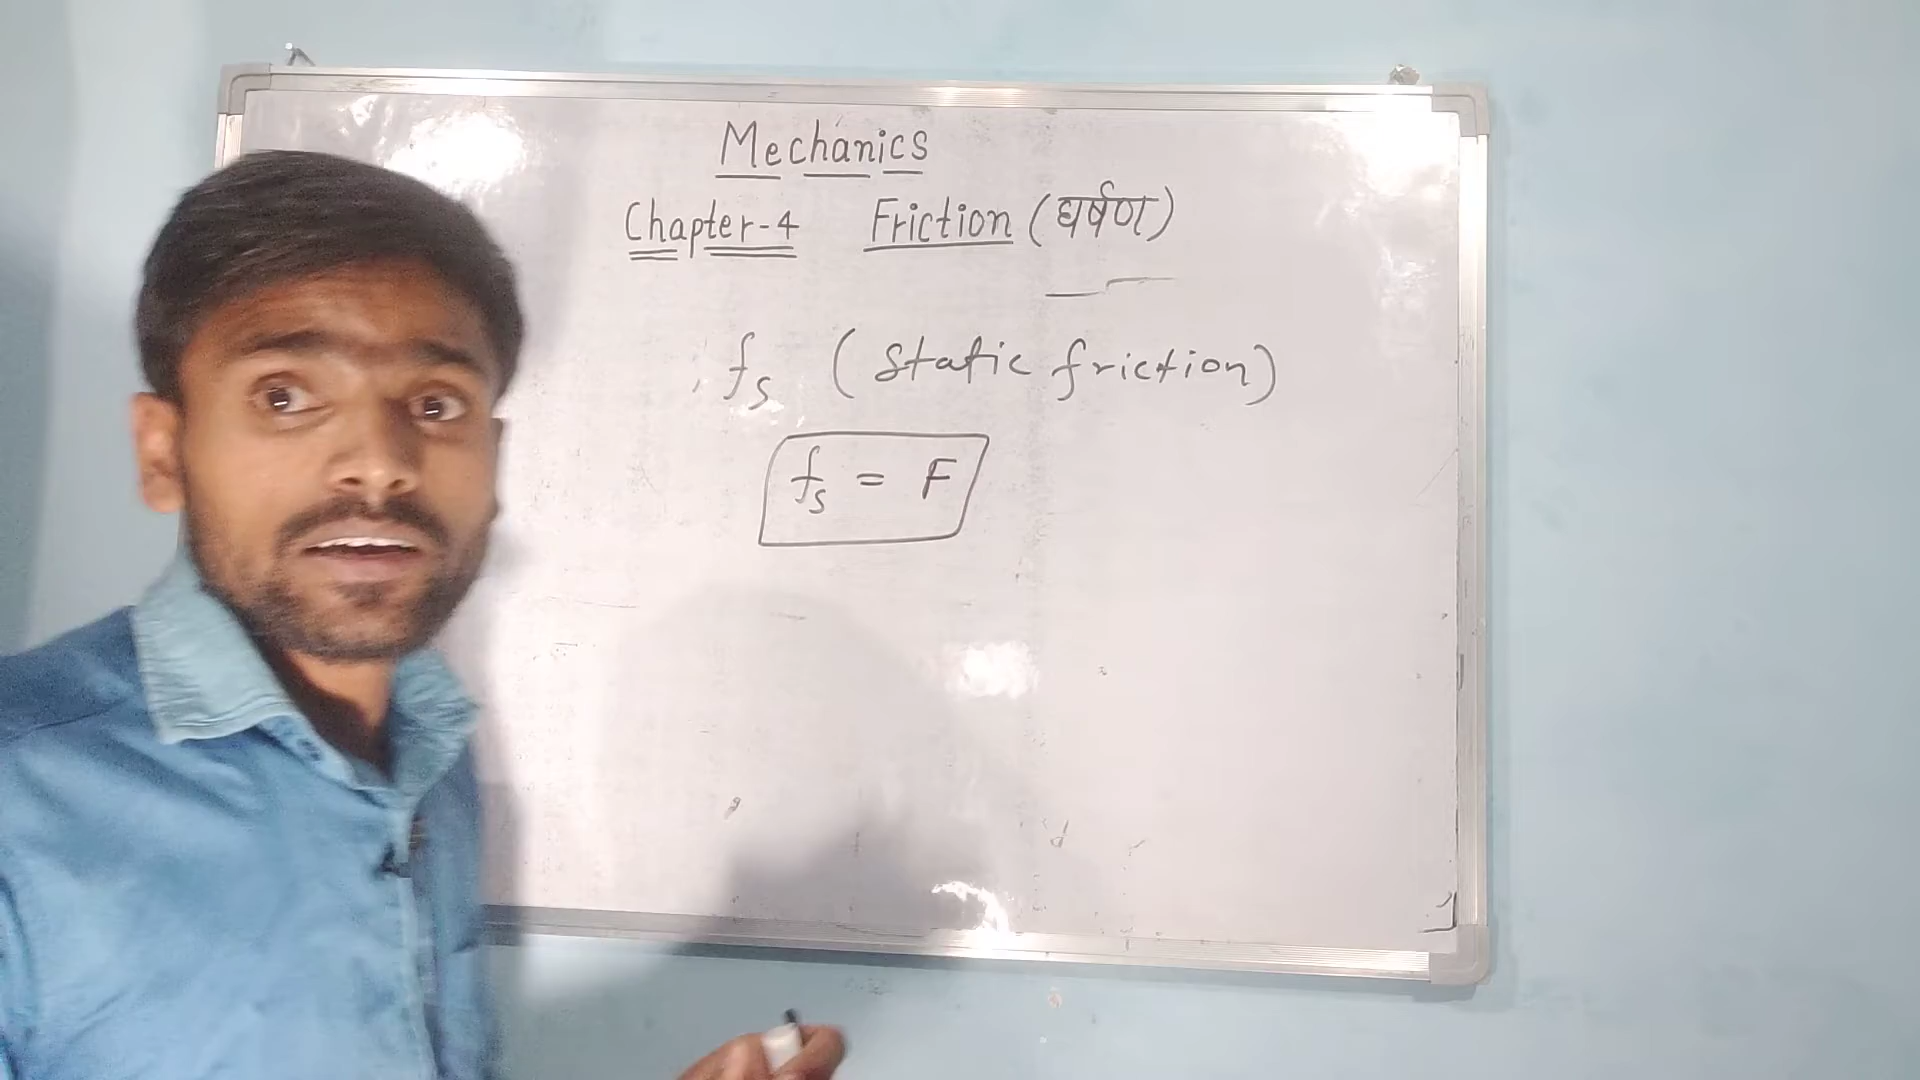 Mechanics
Chapter-4 Friction (घर्षण)
fs (static friction)
fs = F